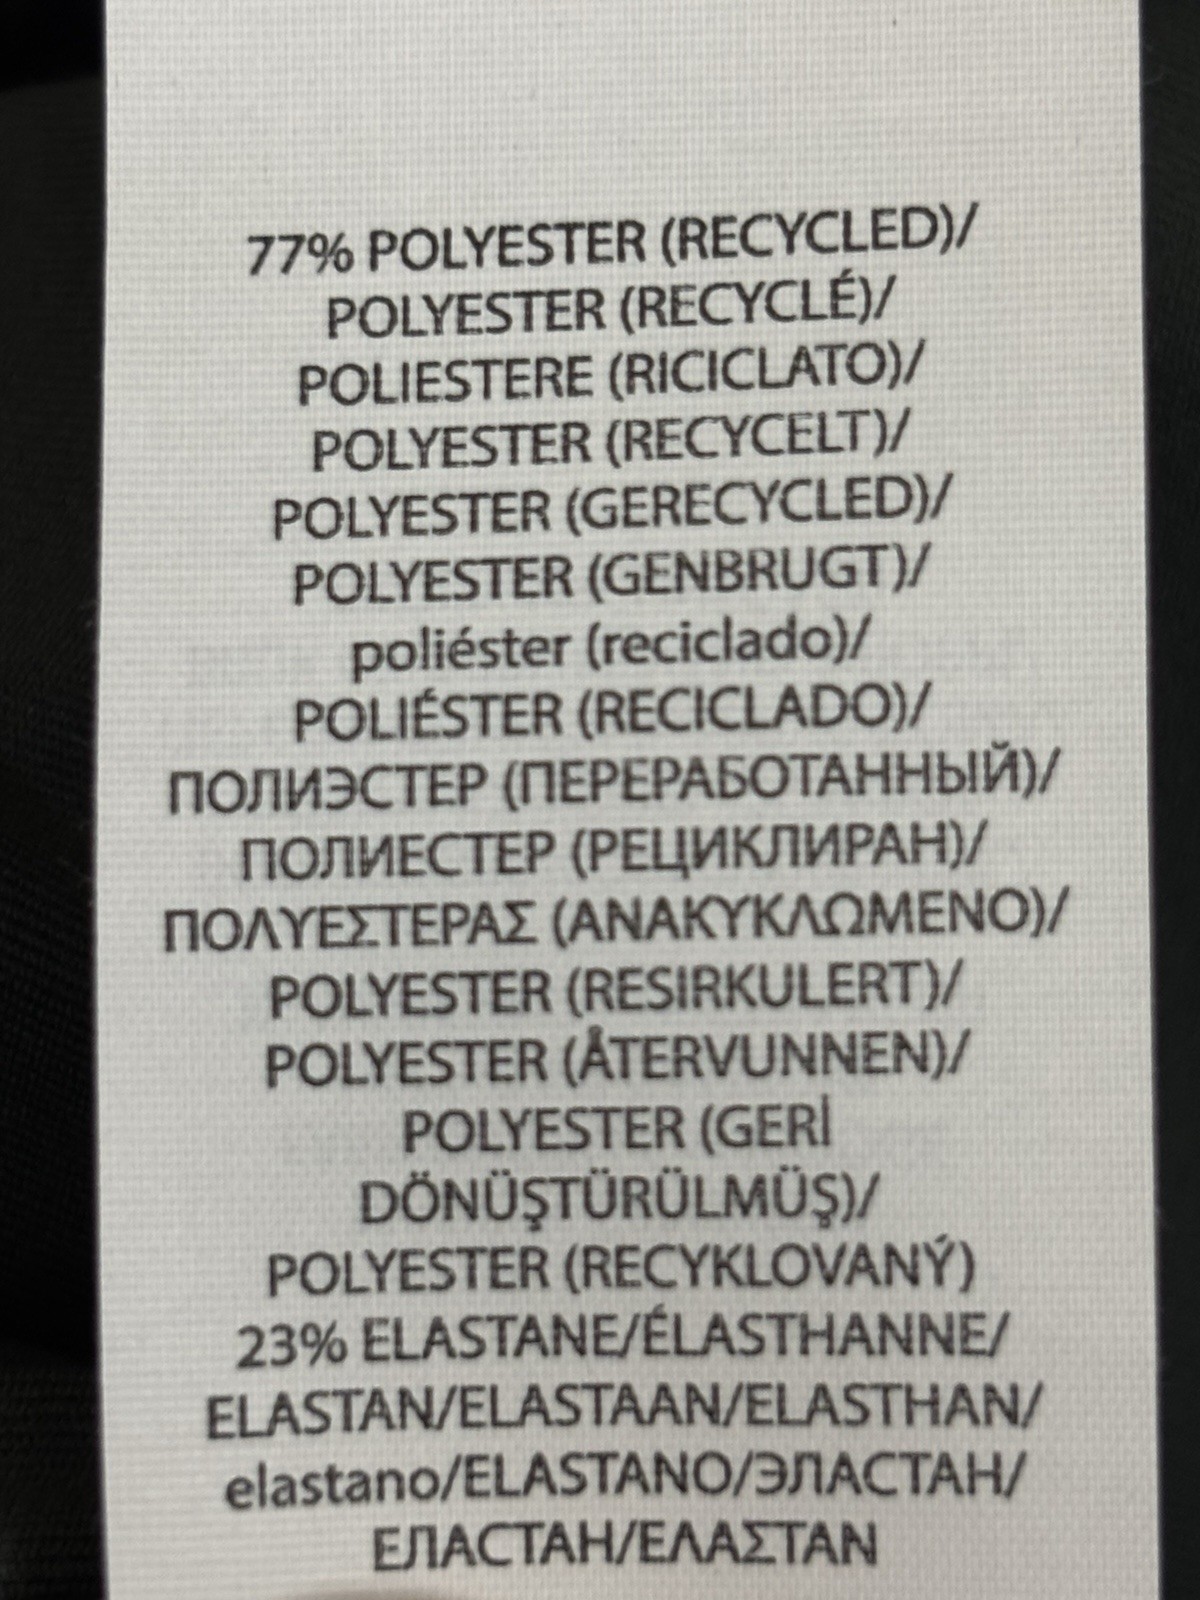 77% POLYESTER (RECYCLED)/
POLYESTER (RECYCLÉ)/
POLIESTERE (RICICLATO)/
POLYESTER (RECYCELT)/
POLYESTER (GERECYCLED)/
POLYESTER (GENBRUGT)/
poliéster (reciclado)/
POLIÉSTER (RECICLADO)/
ПОЛИЭСТЕР (ПЕРЕРАБОТАННЫЙ)/
ПОЛИЕСТЕР (РЕЦИКЛИРАН)/
ΠΟΛΥΕΣΤΕΡΑΣ (ΑΝΑΚΥΚΛΩΜΕΝΟ)/
POLYESTER (RESIRKULERT)/
POLYESTER (ÅTERVUNNEN)/
POLYESTER (GERİ
DÖNÜŞTÜRÜLMÜŞ)/
POLYESTER (RECYKLOVANÝ)
23% ELASTANE/ÉLASTHANNE/
ELASTAN/ELASTAAN/ELASTHAN/
elastano/ELASTANO/ЭЛАСТАН/
ЕЛАСТАН/ΕΛΑΣΤΑΝ